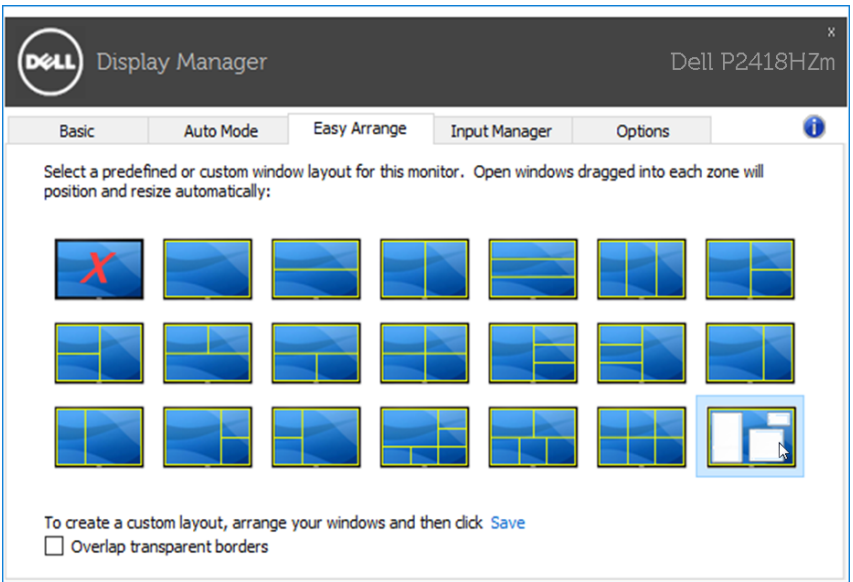 DELL
Display Manager
Dell P2418HZm
x
Basic
Auto Mode
Easy Arrange
Input Manager
Options
i
Select a predefined or custom window layout for this monitor. Open windows dragged into each zone will
position and resize automatically:
X
To create a custom layout, arrange your windows and then click Save
Overlap transparent borders